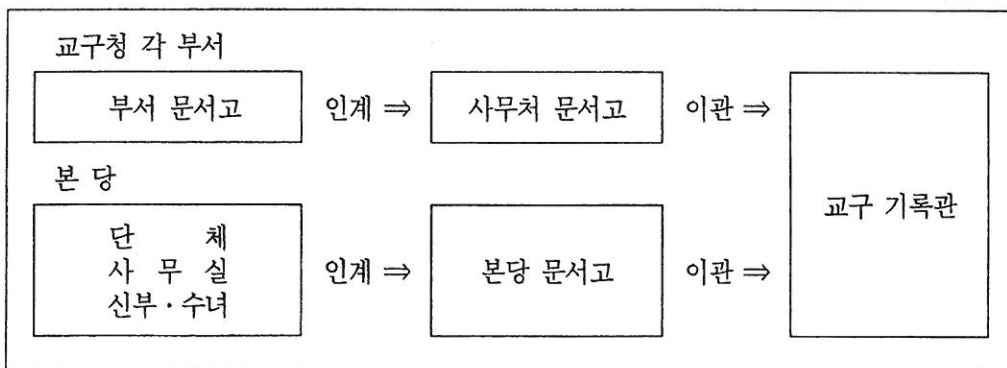 교구청 각 부서
부서 문서고 인계 ⇒ 사무처 문서고 이관 ⇒
본 당
교구 기록관
단 체
사 무 실 인계 ⇒ 본당 문서고 이관 ⇒
신부 · 수녀